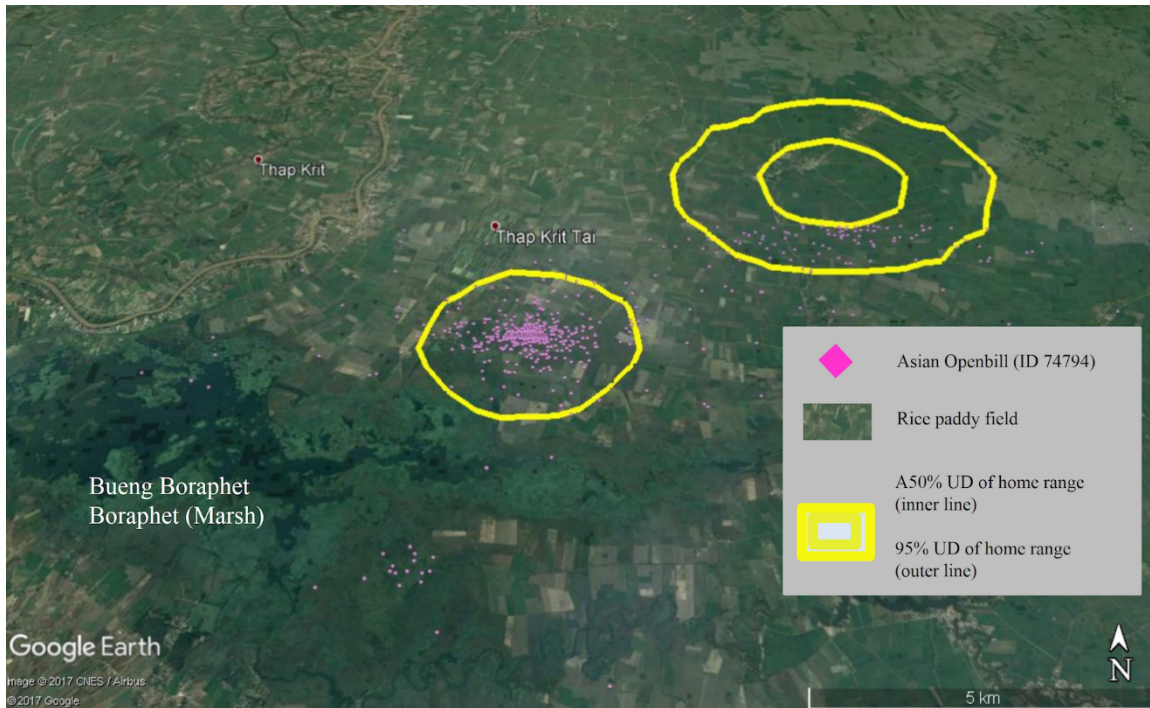 Thap Krit
Thap Krit Tai
Asian Openbill (ID 74794)
Rice paddy field
Bueng Boraphet
Boraphet (Marsh)
A50% UD of home range
(inner line)
95% UD of home range
(outer line)
Google Earth
Image © 2017 CNES / Airbus
© 2017 Google
N
5 km